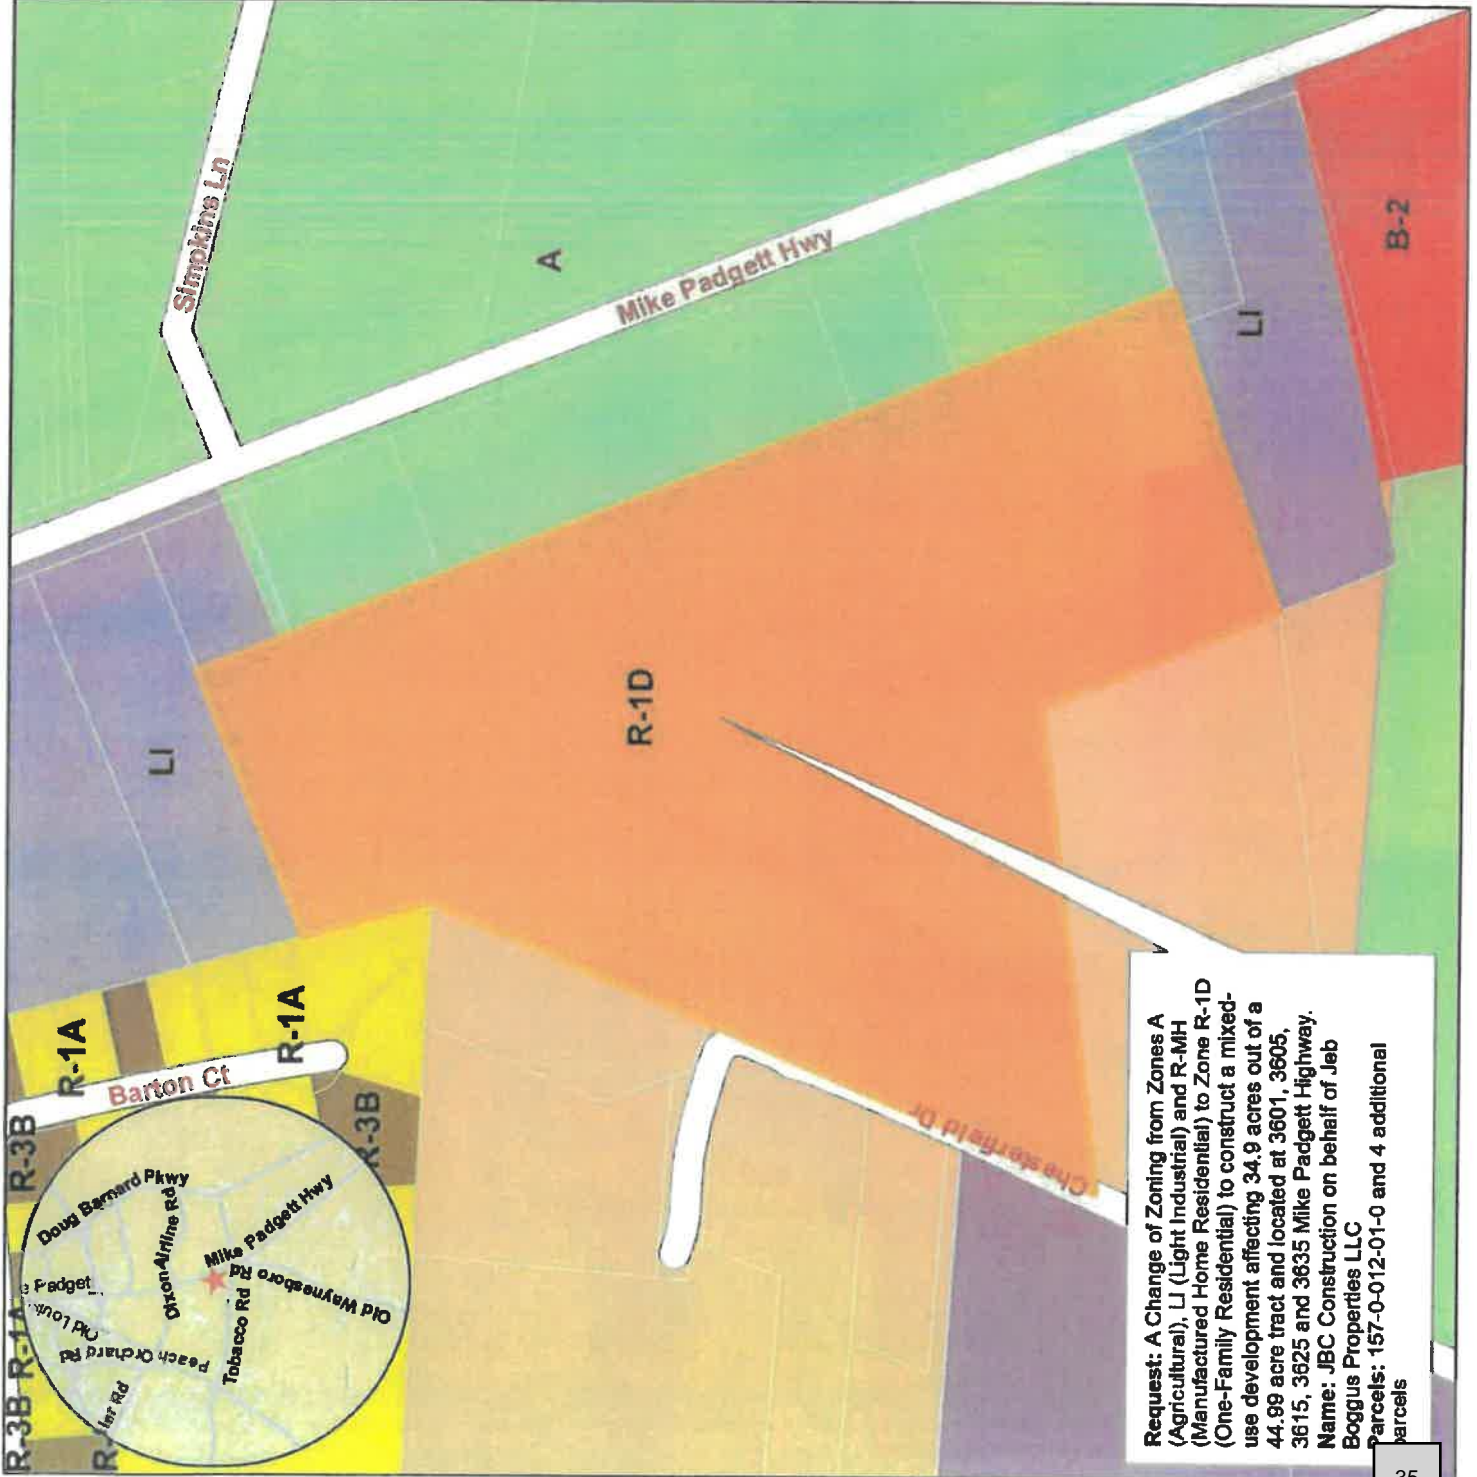 Simpkins Ln
A
Mike Padgett Hwy
B-2
LI
LI
R-1D
R-1A
R-1A
Barton Ct
R-3B
R-3B
R-1A
R-3B
Chesterfield Dr
Doug Barnard Pkwy
Dixon Airline Rd
Mike Padgett Hwy
Old Waynesboro Rd
Tobacco Rd
Peach Orchard Rd
Padget
Old Lou
ler Rd
Request: A Change of Zoning from Zones A
(Agricultural), LI (Light Industrial) and R-MH
(Manufactured Home Residential) to Zone R-1D
(One-Family Residential) to construct a mixed-
use development affecting 34.9 acres out of a
44.99 acre tract and located at 3601, 3605,
3615, 3625 and 3635 Mike Padgett Highway.
Name: JBC Construction on behalf of Jeb
Boggus Properties LLC
Parcels: 157-0-012-01-0 and 4 additional
parcels